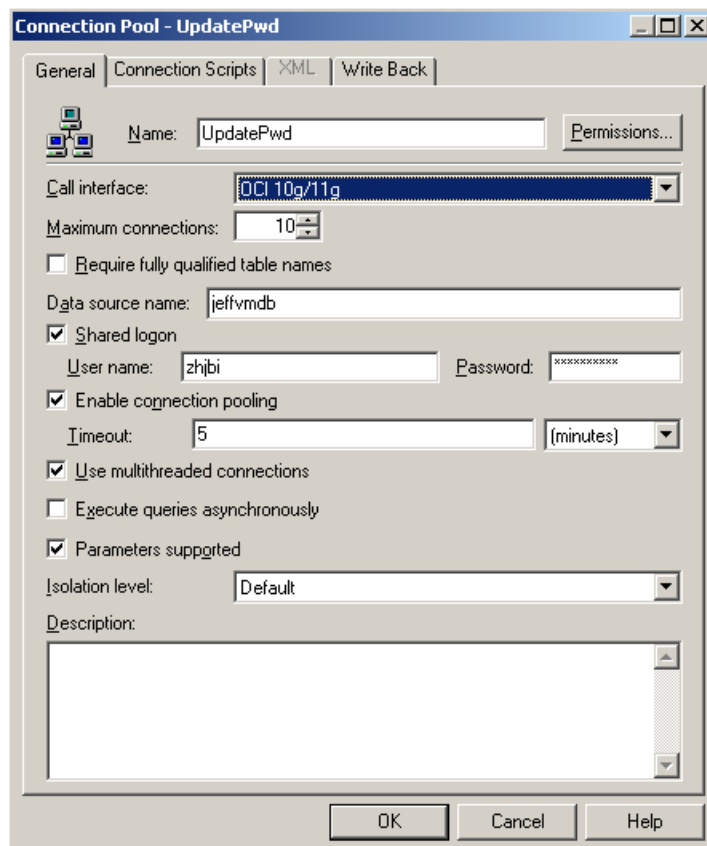 Connection Pool - UpdatePwd
General Connection Scripts XML Write Back
Name: UpdatePwd Permissions...
Call interface: OCI 10g/11g
Maximum connections: 10
Require fully qualified table names
Data source name: jeffvmdb
Shared logon
User name: zhjbi Password: **********
Enable connection pooling
Timeout: 5 (minutes)
Use multithreaded connections
Execute queries asynchronously
Parameters supported
Isolation level: Default
Description:
OK Cancel Help